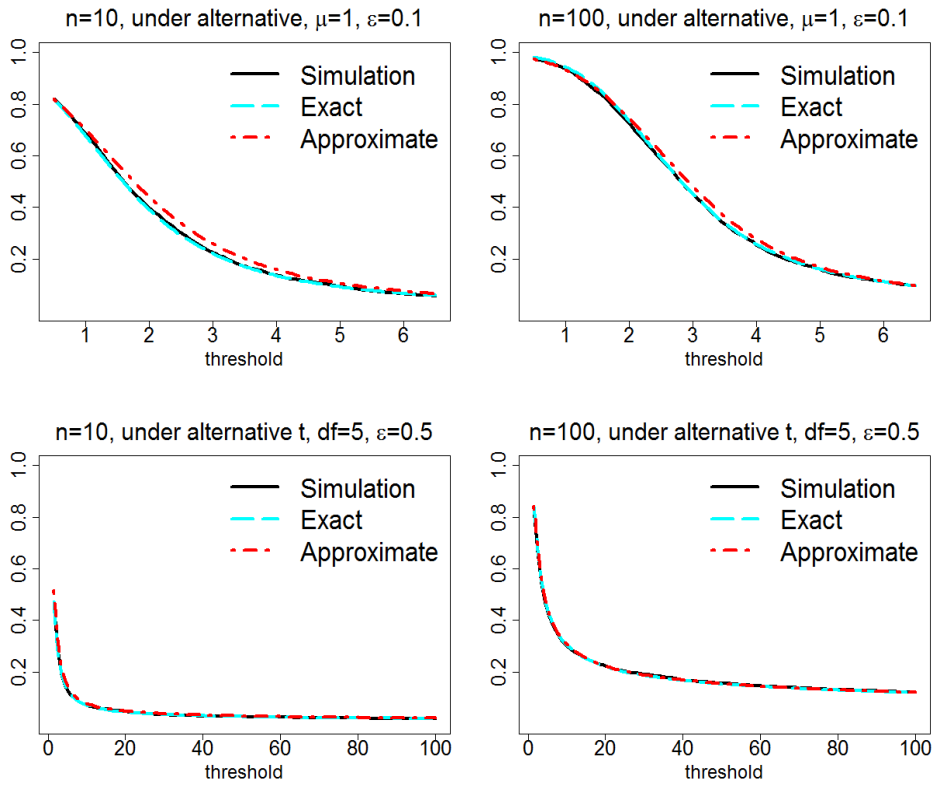 n=10, under alternative, μ=1, ε=0.1
1.0
0.8
0.6
0.4
0.2
Simulation
Exact
Approximate
1 2 3 4 5 6
threshold
n=100, under alternative, μ=1, ε=0.1
1.0
0.8
0.6
0.4
0.2
Simulation
Exact
Approximate
1 2 3 4 5 6
threshold
n=10, under alternative t, df=5, ε=0.5
1.0
0.8
0.6
0.4
0.2
Simulation
Exact
Approximate
0 20 40 60 80 100
threshold
n=100, under alternative t, df=5, ε=0.5
1.0
0.8
0.6
0.4
0.2
Simulation
Exact
Approximate
0 20 40 60 80 100
threshold